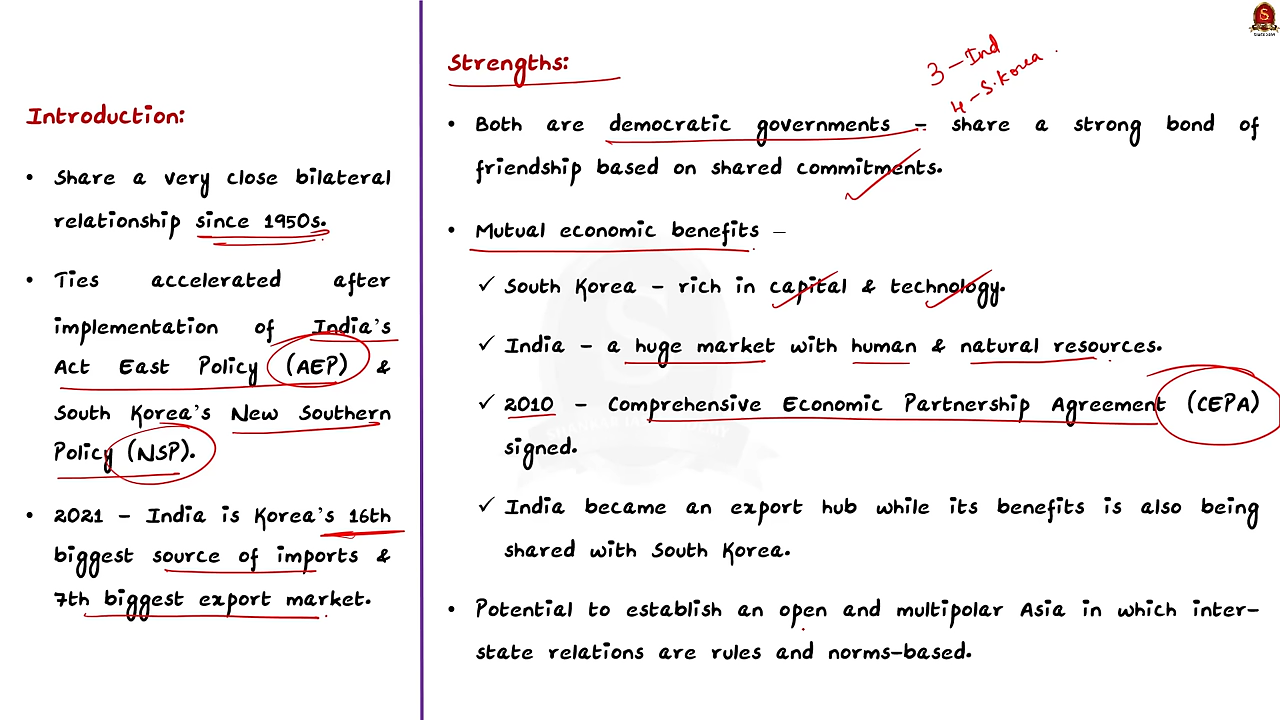 Introduction:
• Share a very close bilateral
relationship since 1950s.
• Ties accelerated after
implementation of India's
Act East Policy (AEP) &
South Korea's New Southern
Policy (NSP).
• 2021 - India is Korea's 16th
biggest source of imports &
7th biggest export market.
Strengths:
3 - Ind
4 - S.Korea
• Both are democratic governments - share a strong bond of
friendship based on shared commitments.
• Mutual economic benefits -
✓ South Korea - rich in capital & technology.
✓ India - a huge market with human & natural resources.
✓ 2010 - Comprehensive Economic Partnership Agreement (CEPA)
signed.
✓ India became an export hub while its benefits is also being
shared with South Korea.
• Potential to establish an open and multipolar Asia in which inter-
state relations are rules and norms-based.